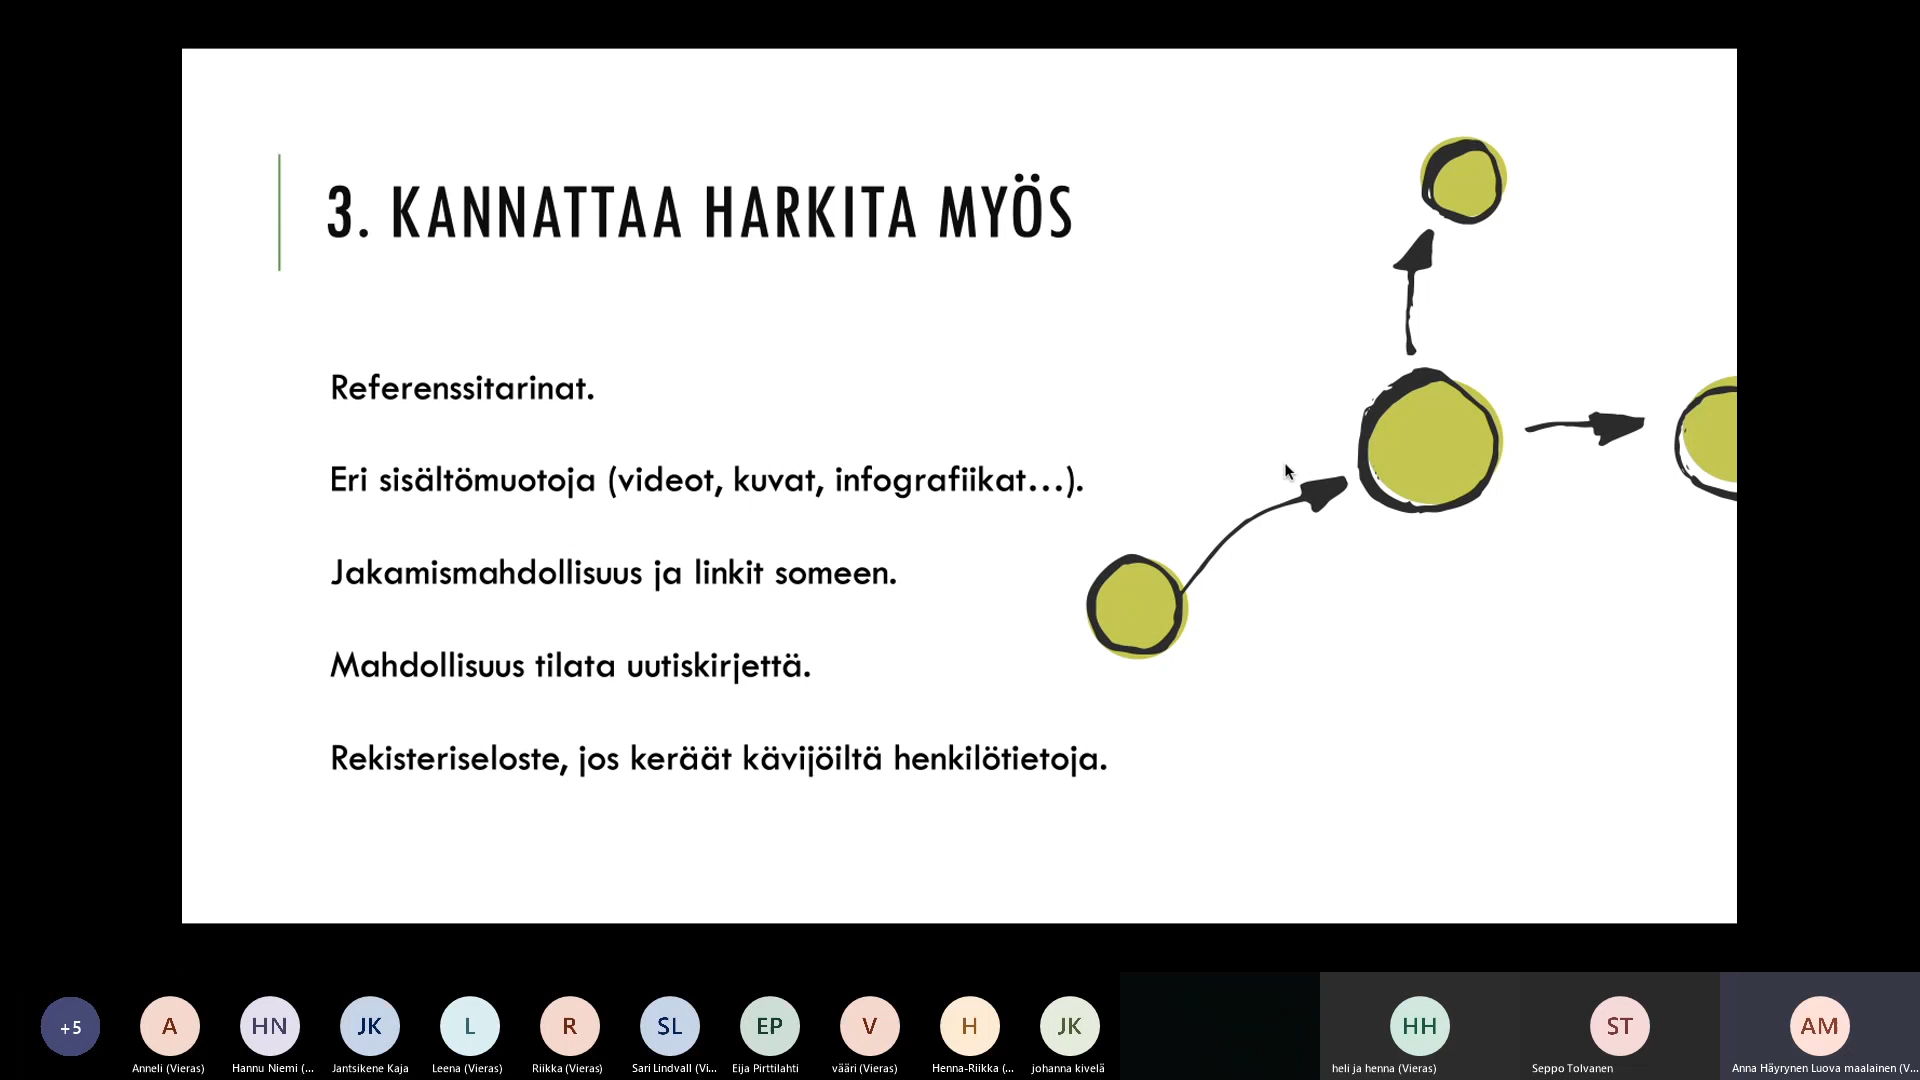 3. KANNATTAA HARKITA MYÖS
Referenssitarinat.
Eri sisältömuotoja (videot, kuvat, infografiikat…).
Jakamismahdollisuus ja linkit someen.
Mahdollisuus tilata uutiskirjettä.
Rekisteriseloste, jos keräät kävijöiltä henkilötietoja.
+5 A HN JK L R SL EP V H JK HH ST AM
Anneli (Vieras) Hannu Niemi (... Jantsikene Kaja Leena (Vieras) Riikka (Vieras) Sari Lindvall (Vi... Eija Pirttilahti vääri (Vieras) Henna-Riikka (... johanna kivelä heli ja henna (Vieras) Seppo Tolvanen Anna Häyrynen Luova maalainen (V...